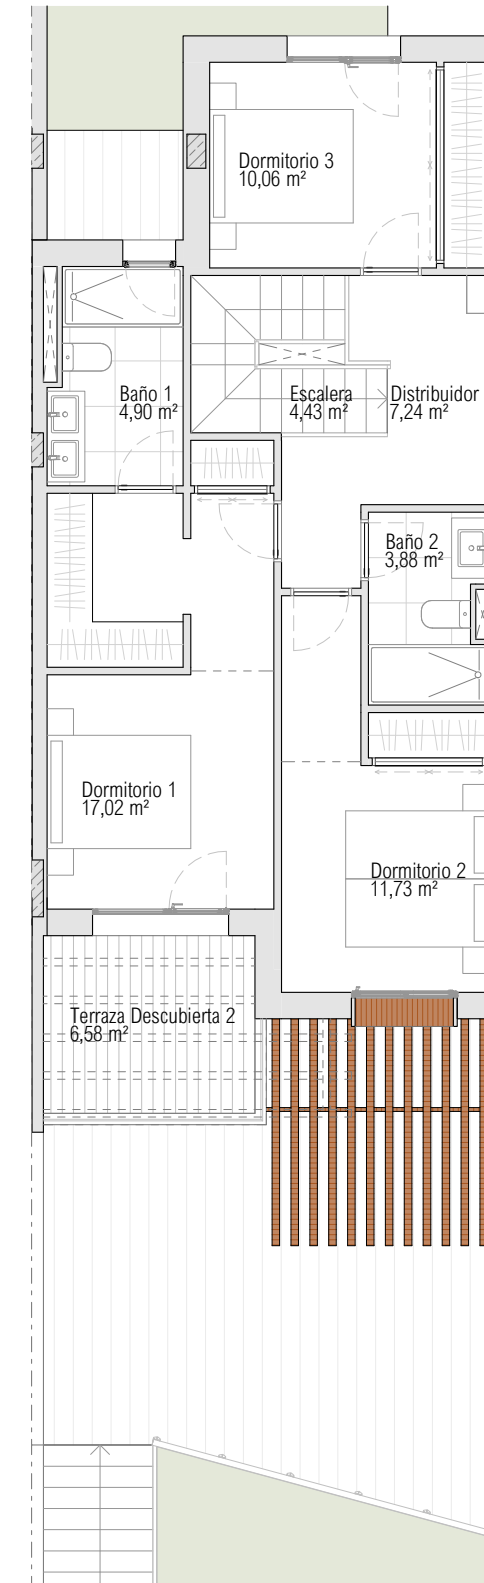 Dormitorio 3
10,06 m²
Baño 1
4,90 m²
Escalera
4,43 m²
Distribuidor
7,24 m²
Baño 2
3,88 m²
Dormitorio 1
17,02 m²
Dormitorio 2
11,73 m²
Terraza Descubierta 2
6,58 m²